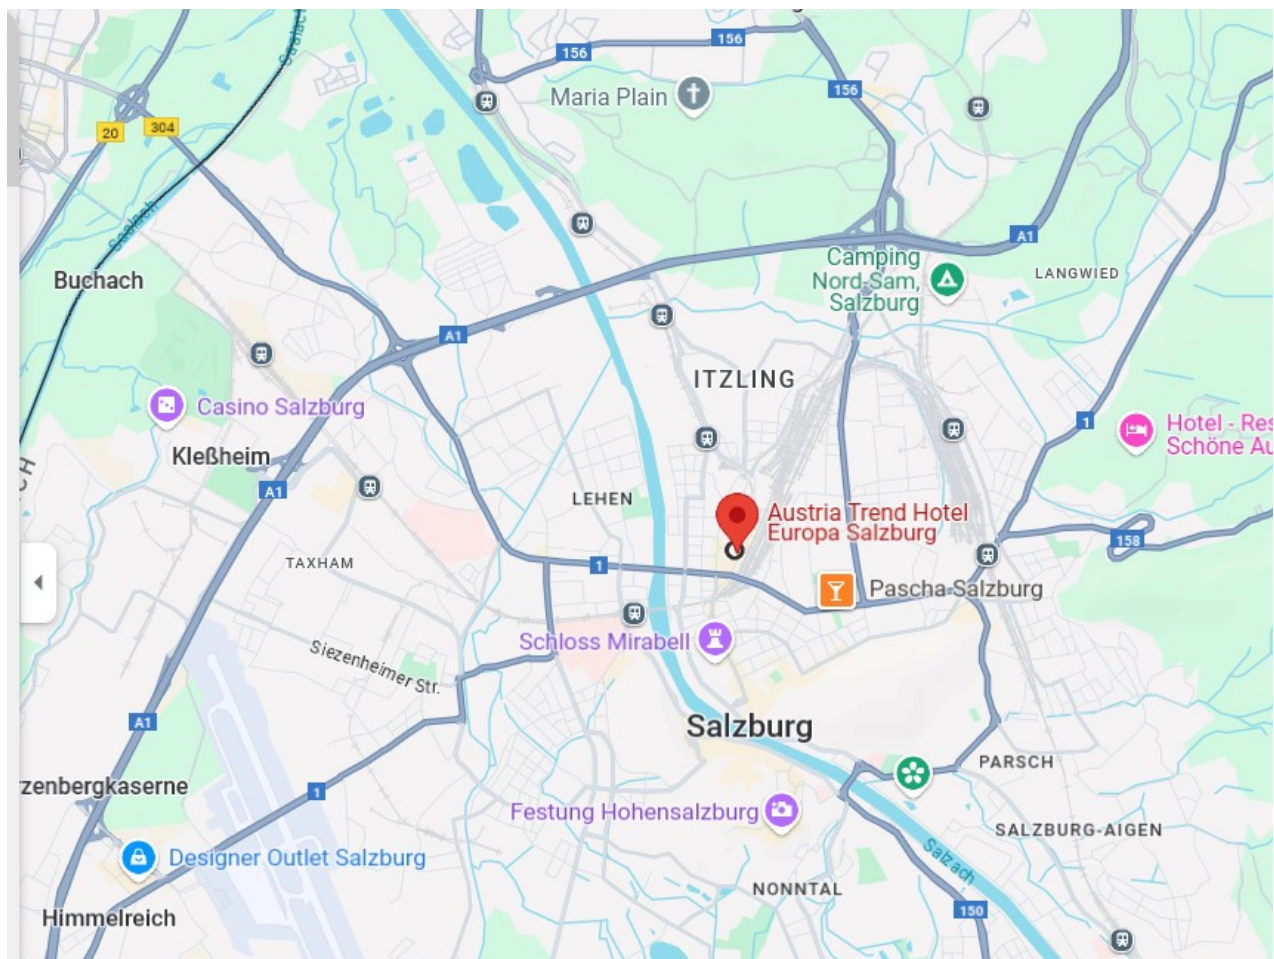 156
156
Maria Plain
156
Saalach
20
304
Saalach
A1
Camping
Nord-Sam,
Salzburg
LANGWIED
Buchach
A1
ITZLING
Casino Salzburg
1
Hotel - Res
Schöne Au
Kleßheim
CH
A1
LEHEN
Austria Trend Hotel
Europa Salzburg
158
TAXHAM
1
Pascha Salzburg
Schloss Mirabell
Siezenheimer Str.
A1
Salzburg
PARSCH
zenbergkaserne
1
Festung Hohensalzburg
SALZBURG-AIGEN
Designer Outlet Salzburg
Salzach
NONNTAL
Himmelreich
150